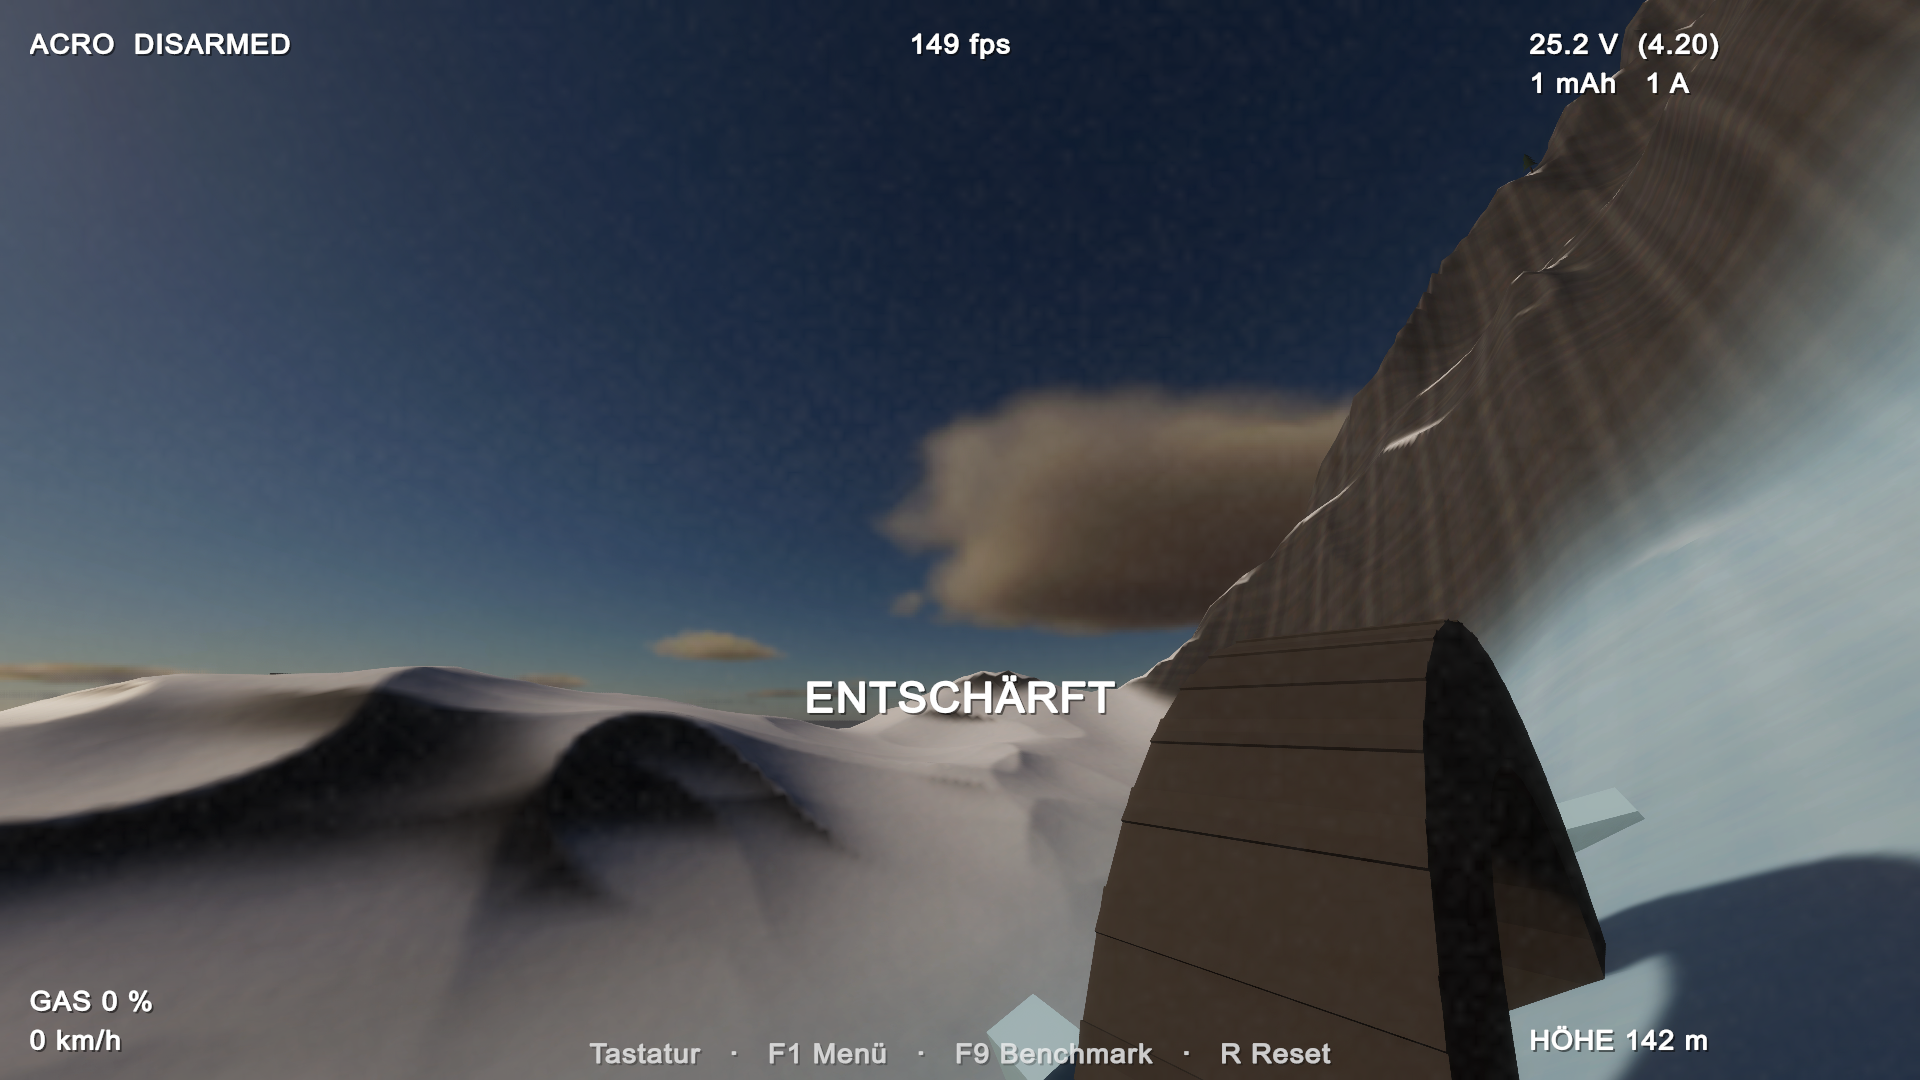 ACRO DISARMED
149 fps
25.2 V (4.20)
1 mAh 1 A
ENTSCHÄRFT
GAS 0 %
0 km/h
HÖHE 142 m
Tastatur · F1 Menü · F9 Benchmark · R Reset